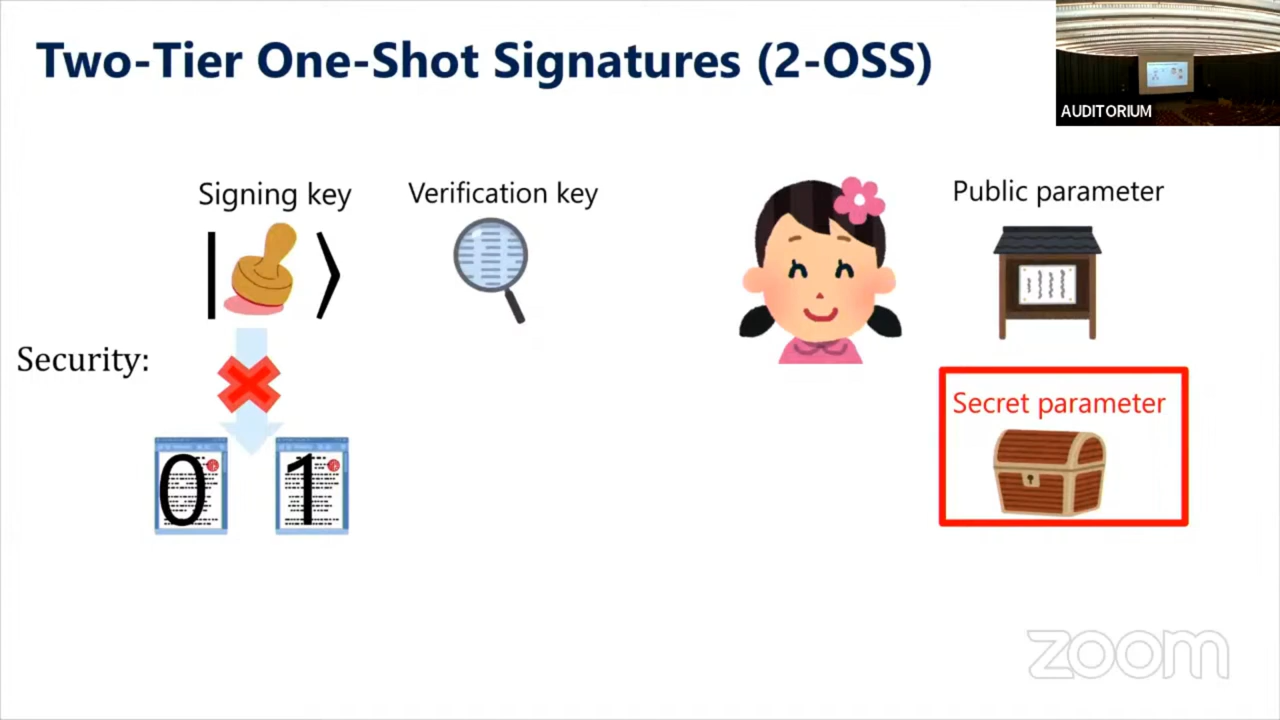 Two-Tier One-Shot Signatures (2-OSS)
AUDITORIUM
Signing key
Verification key
Public parameter
Security:
Secret parameter
0
1
zoom